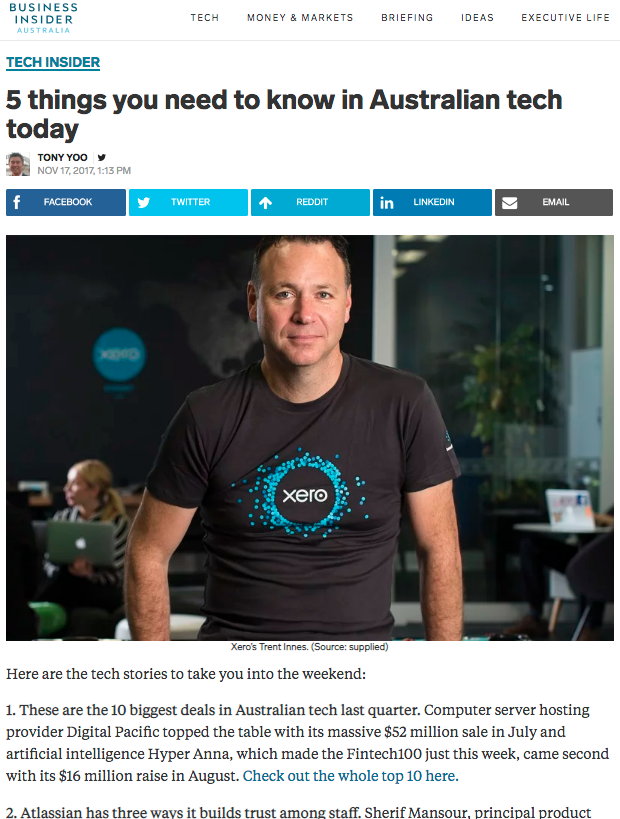 BUSINESS
INSIDER
AUSTRALIA
TECH MONEY & MARKETS BRIEFING IDEAS EXECUTIVE LIFE
TECH INSIDER
5 things you need to know in Australian tech
today
TONY YOO
NOV 17, 2017, 1:13 PM
FACEBOOK TWITTER REDDIT LINKEDIN EMAIL
xero
xero
Xero's Trent Innes. (Source: supplied)
Here are the tech stories to take you into the weekend:
1. These are the 10 biggest deals in Australian tech last quarter. Computer server hosting
provider Digital Pacific topped the table with its massive $52 million sale in July and
artificial intelligence Hyper Anna, which made the Fintech100 just this week, came second
with its $16 million raise in August. Check out the whole top 10 here.
2. Atlassian has three ways it builds trust among staff. Sherif Mansour, principal product